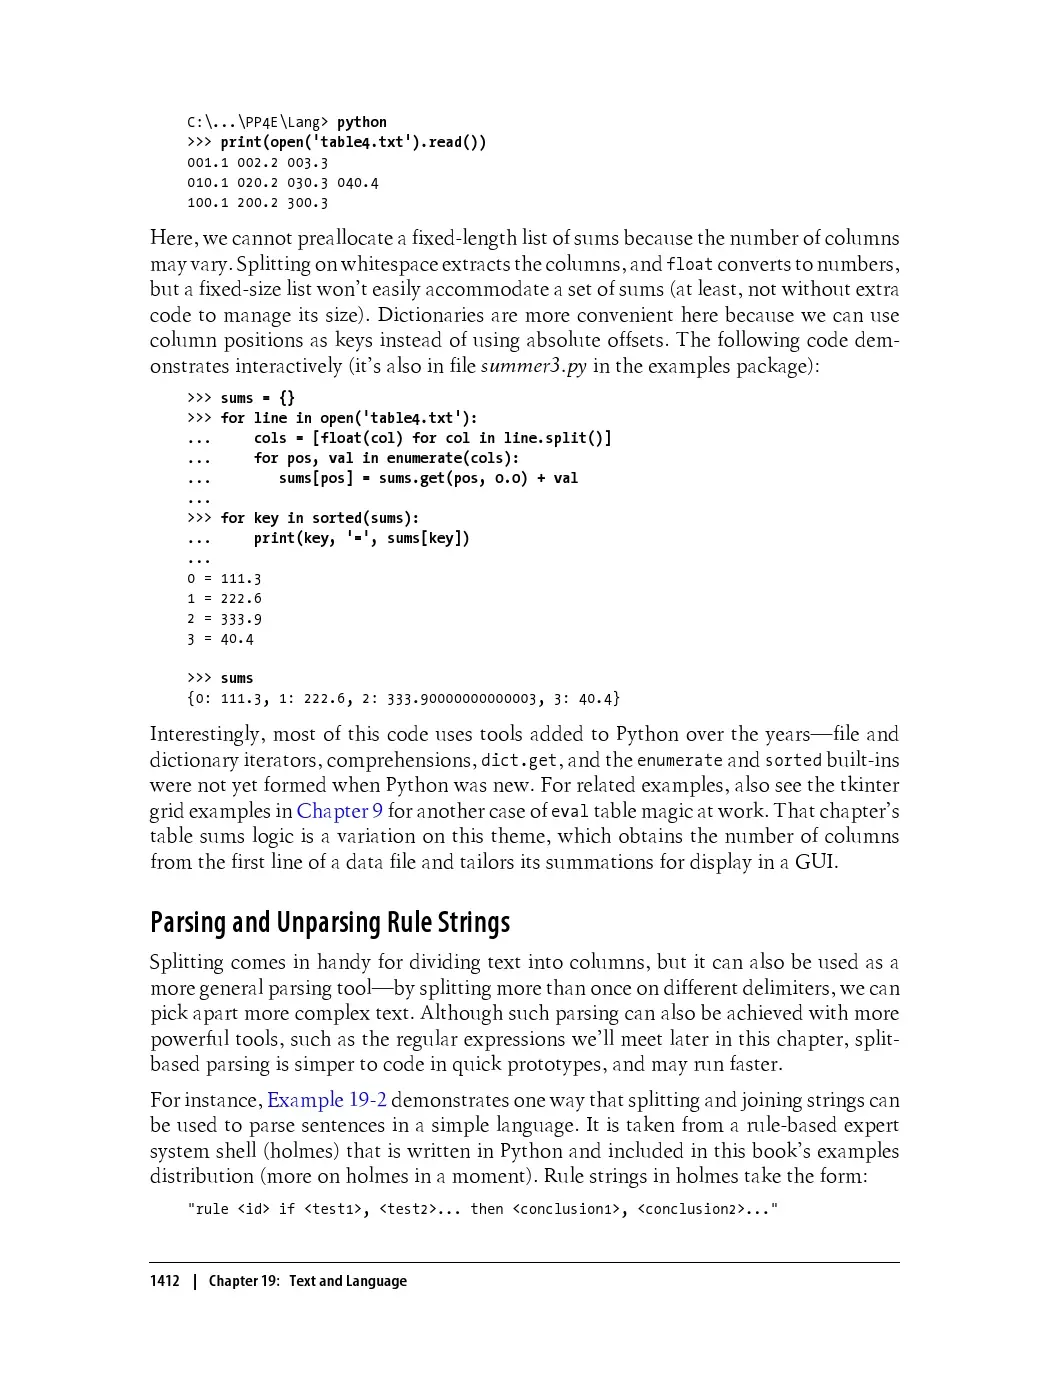 C:\...\PP4E\Lang> python
>>> print(open('table4.txt').read())
001.1 002.2 003.3
010.1 020.2 030.3 040.4
100.1 200.2 300.3
Here, we cannot preallocate a fixed-length list of sums because the number of columns
may vary. Splitting on whitespace extracts the columns, and float converts to numbers,
but a fixed-size list won’t easily accommodate a set of sums (at least, not without extra
code to manage its size). Dictionaries are more convenient here because we can use
column positions as keys instead of using absolute offsets. The following code dem-
onstrates interactively (it’s also in file summer3.py in the examples package):
>>> sums = {}
>>> for line in open('table4.txt'):
...     cols = [float(col) for col in line.split()]
...     for pos, val in enumerate(cols):
...        sums[pos] = sums.get(pos, 0.0) + val
...
>>> for key in sorted(sums):
...     print(key, '=', sums[key])
...
0 = 111.3
1 = 222.6
2 = 333.9
3 = 40.4
>>> sums
{0: 111.3, 1: 222.6, 2: 333.90000000000003, 3: 40.4}
Interestingly, most of this code uses tools added to Python over the years—file and
dictionary iterators, comprehensions, dict.get, and the enumerate and sorted built-ins
were not yet formed when Python was new. For related examples, also see the tkinter
grid examples in Chapter 9 for another case of eval table magic at work. That chapter’s
table sums logic is a variation on this theme, which obtains the number of columns
from the first line of a data file and tailors its summations for display in a GUI.
Parsing and Unparsing Rule Strings
Splitting comes in handy for dividing text into columns, but it can also be used as a
more general parsing tool—by splitting more than once on different delimiters, we can
pick apart more complex text. Although such parsing can also be achieved with more
powerful tools, such as the regular expressions we’ll meet later in this chapter, split-
based parsing is simper to code in quick prototypes, and may run faster.
For instance, Example 19-2 demonstrates one way that splitting and joining strings can
be used to parse sentences in a simple language. It is taken from a rule-based expert
system shell (holmes) that is written in Python and included in this book’s examples
distribution (more on holmes in a moment). Rule strings in holmes take the form:
"rule <id> if <test1>, <test2>... then <conclusion1>, <conclusion2>..."
1412 | Chapter 19: Text and Language